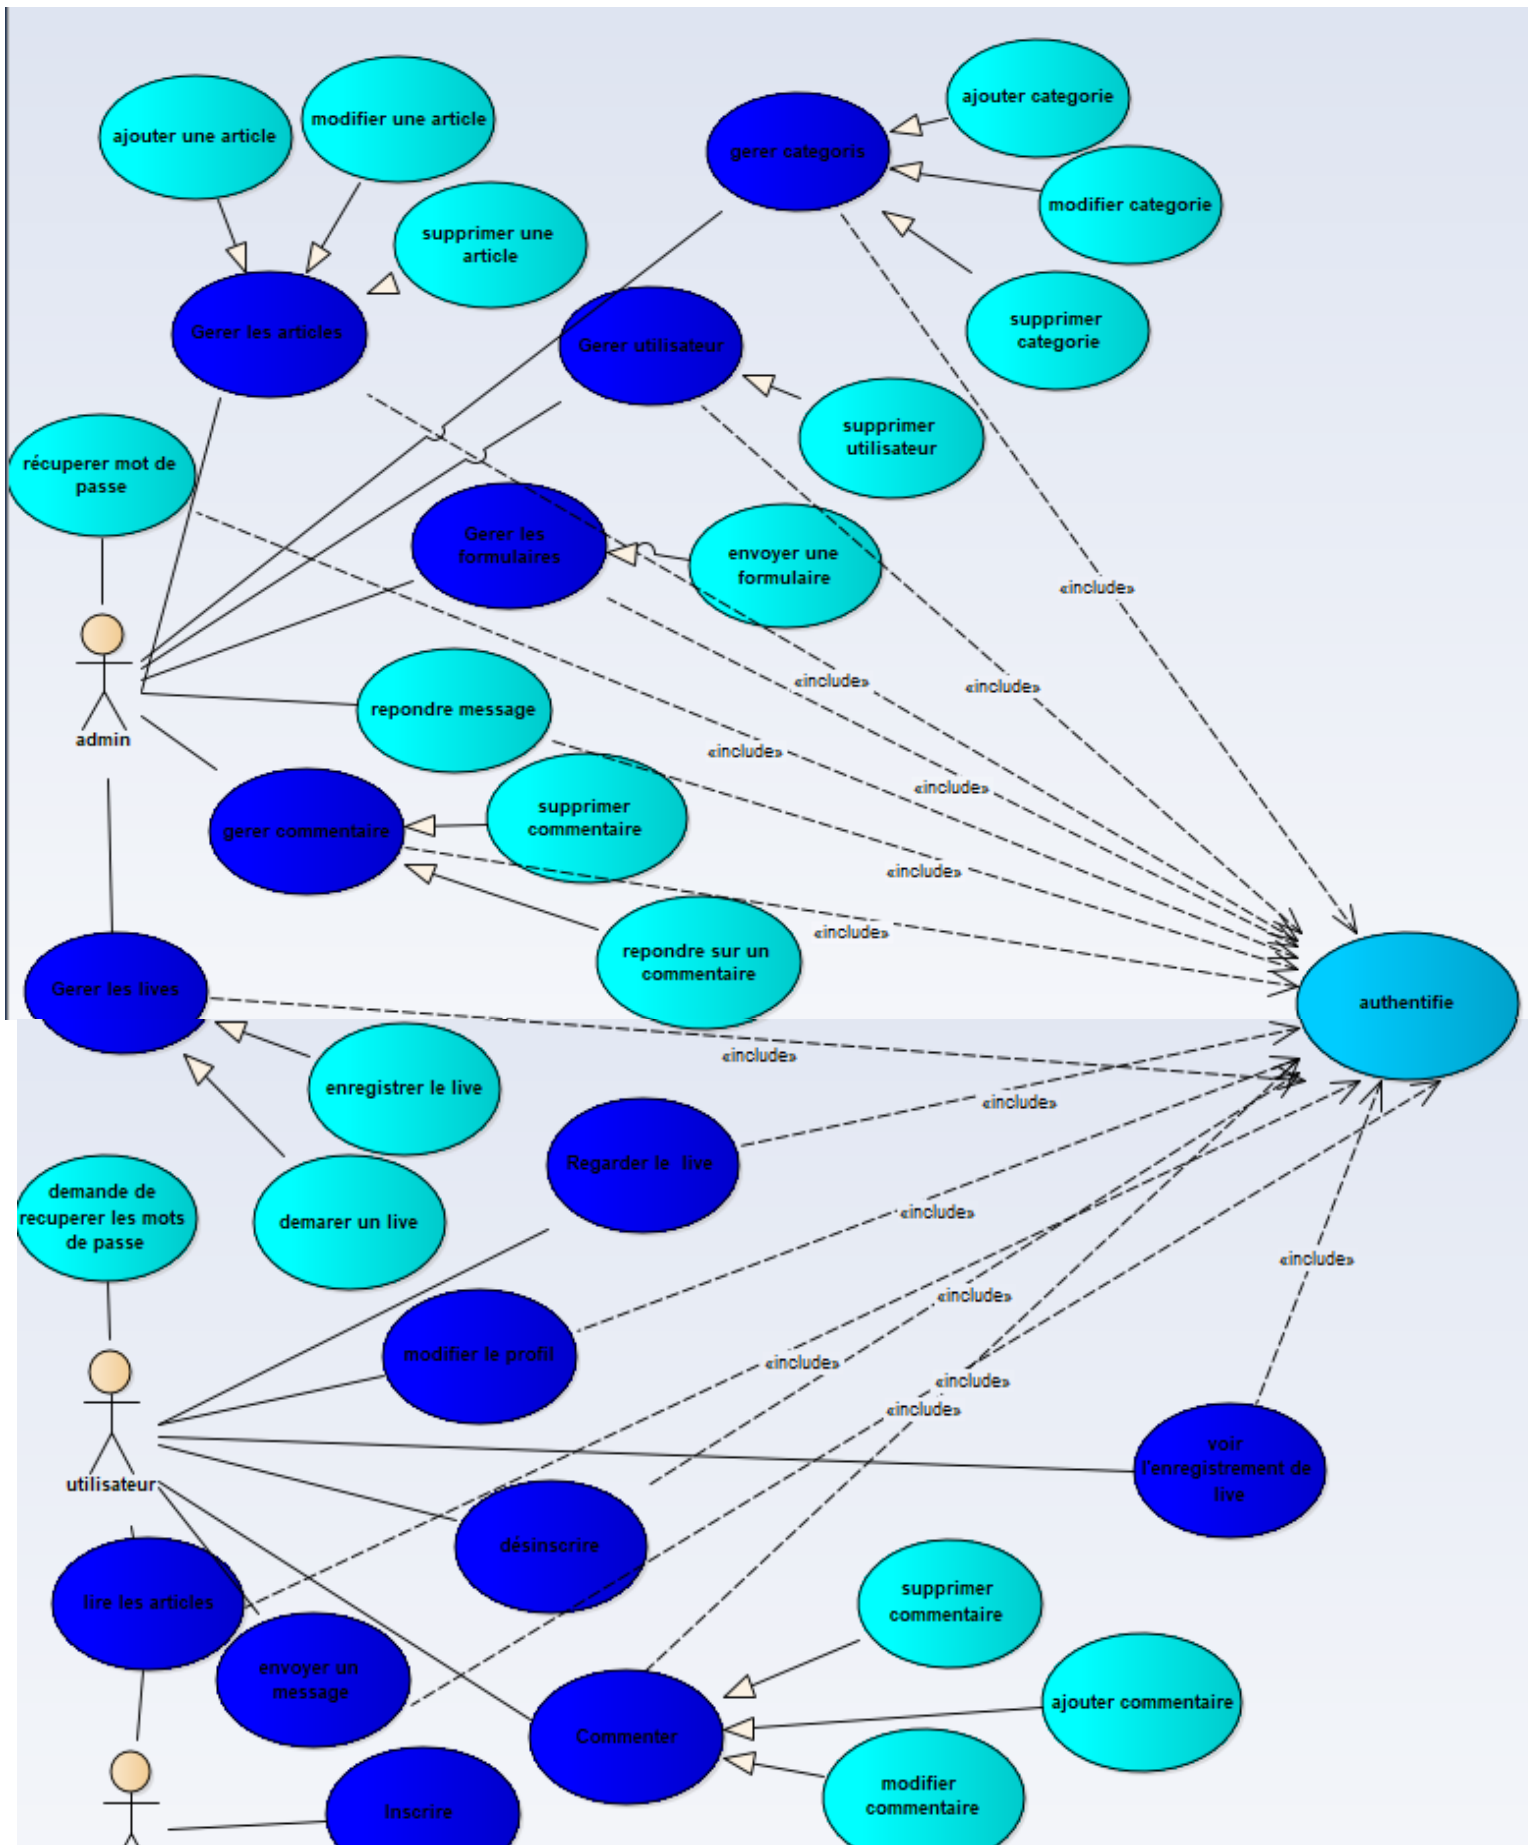 ajouter categorie
modifier une article
ajouter une article
gerer categoris
modifier categorie
supprimer une
article
supprimer
categorie
Gerer les articles
Gerer utilisateur
supprimer
utilisateur
récuperer mot de
passe
Gerer les
formulaires
envoyer une
formulaire
«include»
«include»
«include»
repondre message
admin
«include»
«include»
supprimer
commentaire
gerer commentaire
«include»
«include»
repondre sur un
commentaire
Gerer les lives
authentifie
«include»
enregistrer le live
«include»
Regarder le live
demande de
recuperer les mots
de passe
demarer un live
«include»
«include»
«include»
modifier le profil
«include»
«include»
«include»
voir
l'enregistrement de
live
utilisateur
désinscrire
lire les articles
supprimer
commentaire
envoyer un
message
ajouter commentaire
Commenter
modifier
commentaire
Inscrire